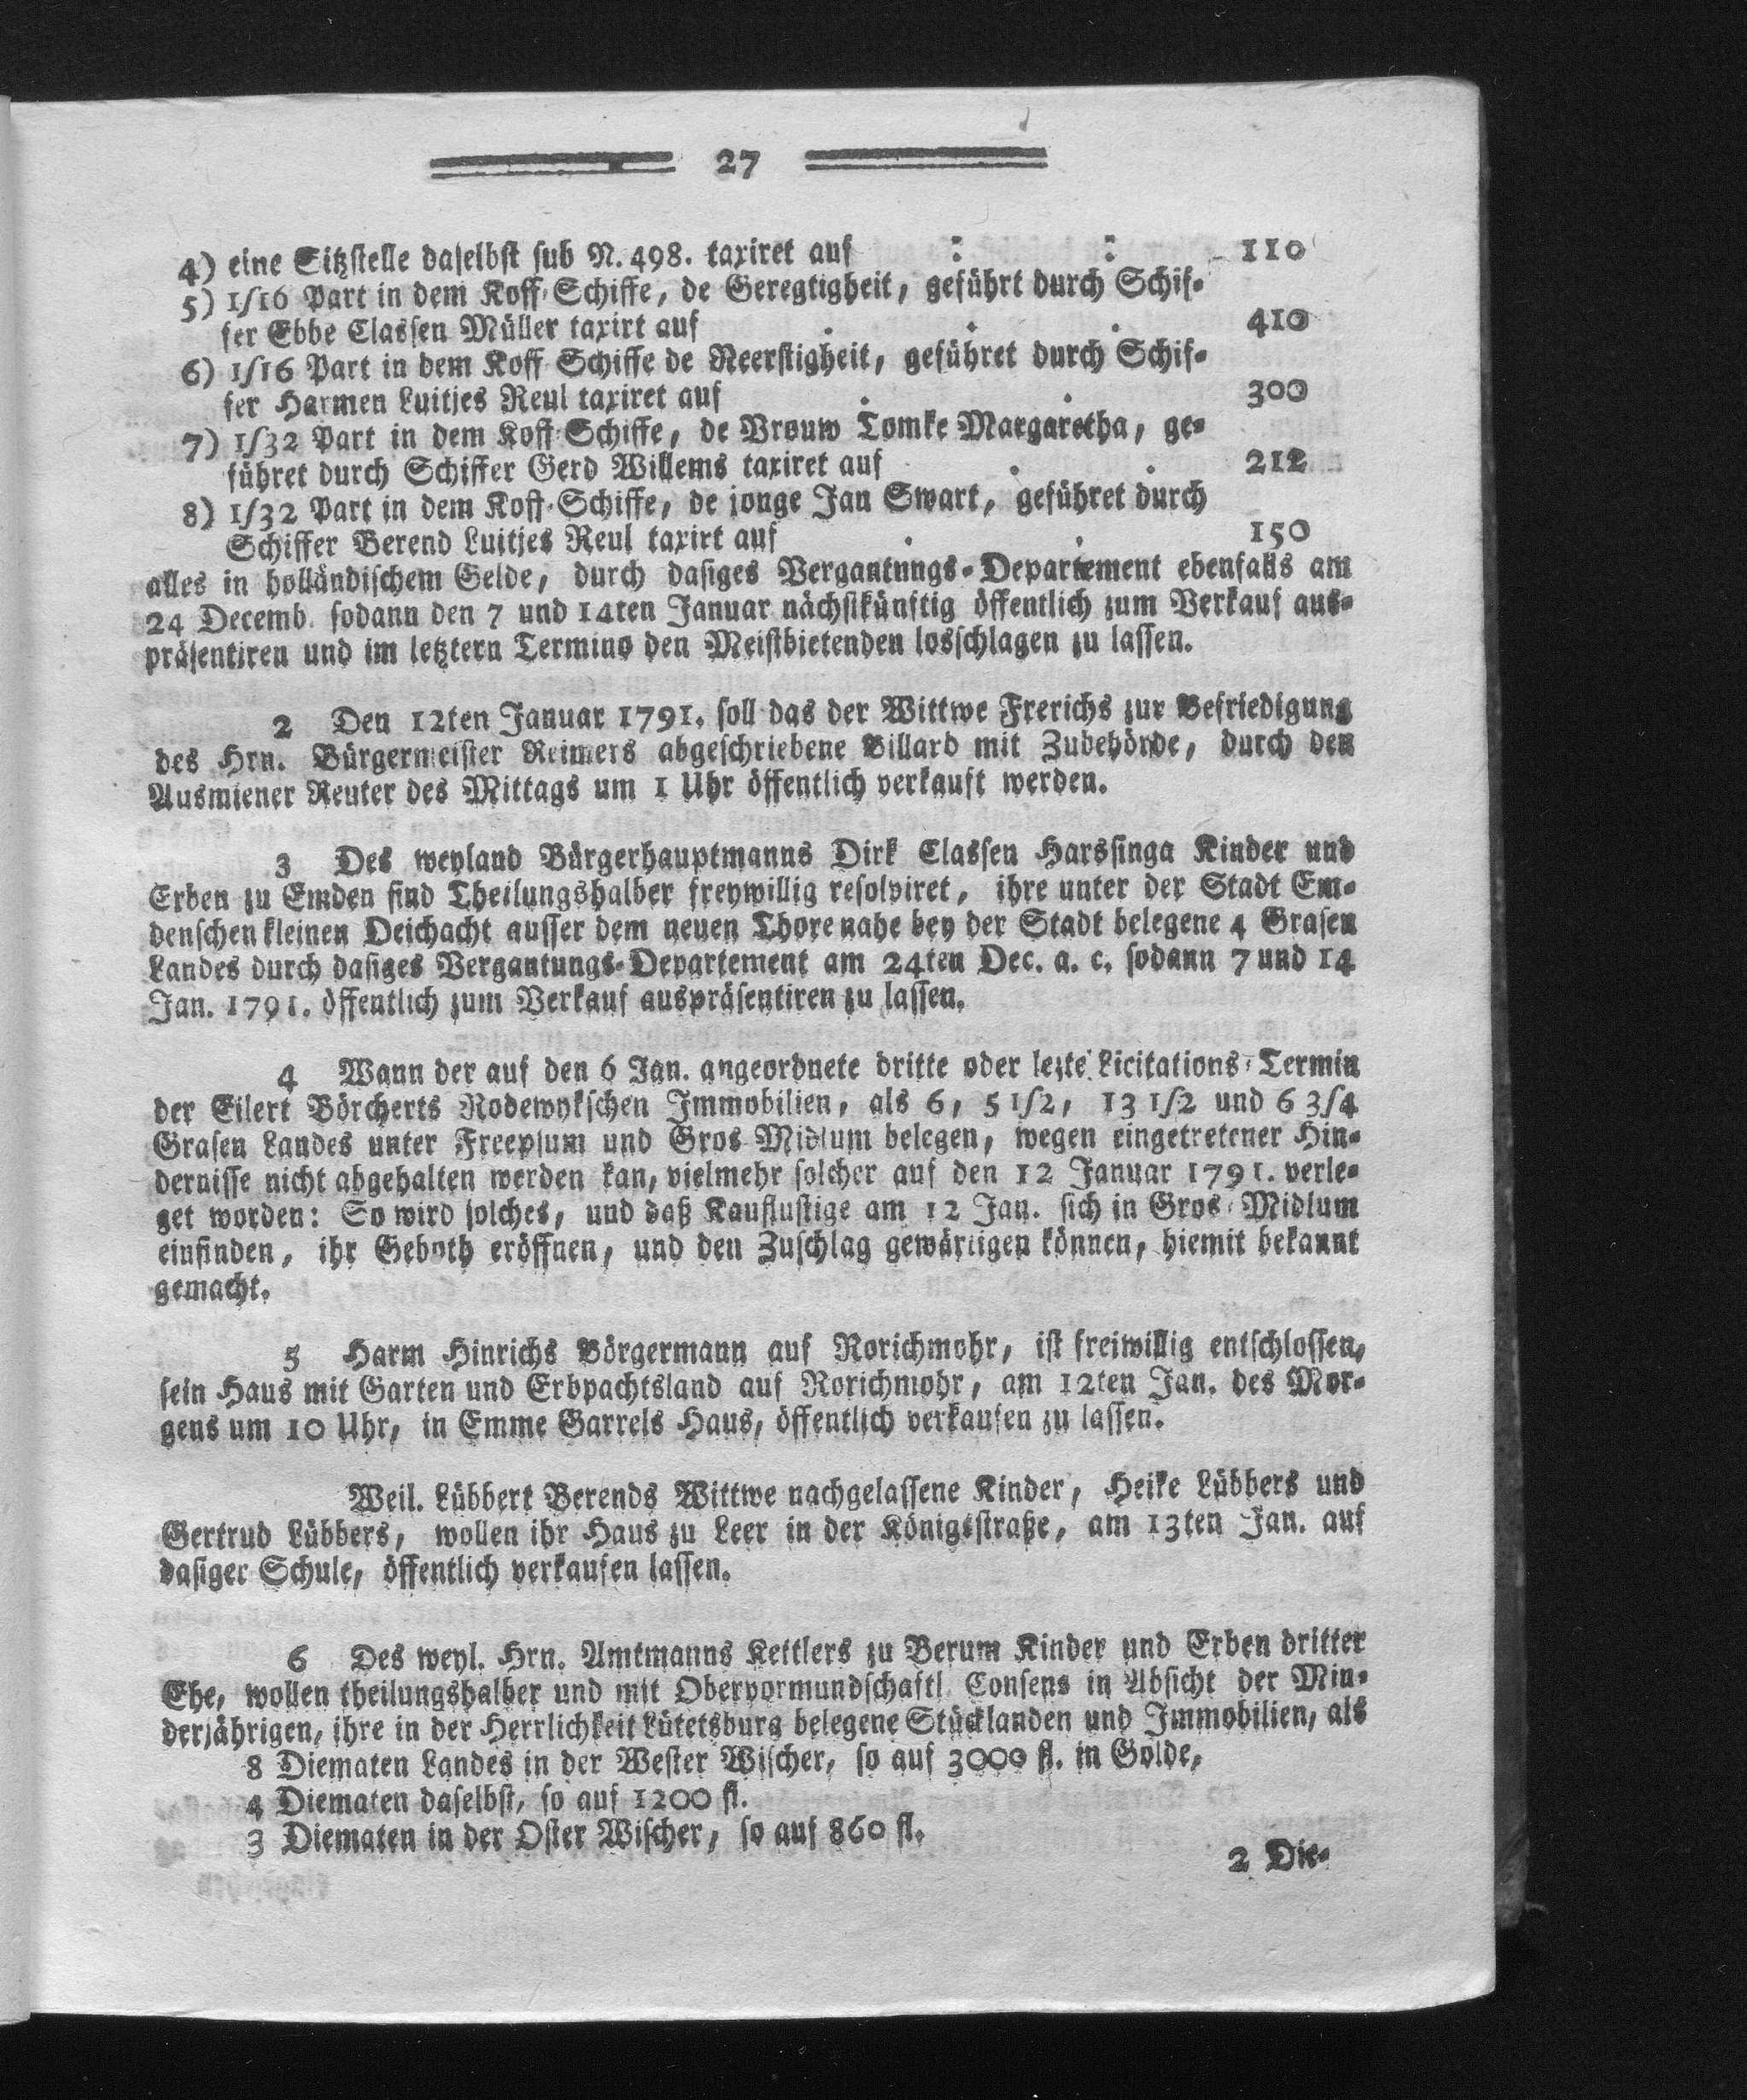 27
4) eine Sitzstelle daselbst sub N. 498. taxiret auf : : 110
5) 1/16 Part in dem Koff-Schiffe, de Geregtigheit, geführt durch Schif-
fer Ebbe Classen Müller taxirt auf . . . 410
6) 1/16 Part in dem Koff Schiffe de Neerstigheit, geführet durch Schif-
fer Harmen Luitjes Reul taxiret auf . . 300
7) 1/32 Part in dem Koff-Schiffe, de Vrouw Tomke Margaretha, ge-
führet durch Schiffer Gerd Willems taxiret auf . . 212
8) 1/32 Part in dem Koff-Schiffe, de jonge Jan Swart, geführet durch
Schiffer Berend Luitjes Reul taxirt auf . . 150
alles in holländischem Gelde, durch dasiges Vergantungs-Departement ebenfalls am
24 Decemb. sodann den 7 und 14ten Januar nächstkünftig öffentlich zum Verkauf aus-
präsentiren und im letztern Termino den Meistbietenden losschlagen zu lassen.
2 Den 12ten Januar 1791. soll das der Wittwe Frerichs zur Befriedigung
des Hrn. Bürgermeister Reimers abgeschriebene Billard mit Zubehörde, durch den
Ausmiener Reuter des Mittags um 1 Uhr öffentlich verkauft werden.
3 Des weyland Bürgerhauptmanns Dirk Classen Harssinga Kinder und
Erben zu Emden sind Theilungshalber freywillig resolviret, ihre unter der Stadt Em-
denschen kleinen Deichacht ausser dem neuen Thore nahe bey der Stadt belegene 4 Grasen
Landes durch dasiges Vergantungs-Departement am 24ten Dec. a. c. sodann 7 und 14
Jan. 1791. öffentlich zum Verkauf auspräsentiren zu lassen.
4 Wann der auf den 6 Jan. angeordnete dritte oder lezte Licitations-Termin
der Eilert Börcherts Rodewykschen Immobilien, als 6, 5 1/2, 13 1/2 und 6 3/4
Grasen Landes unter Freepsum und Gros Midlum belegen, wegen eingetretener Hin-
dernisse nicht abgehalten werden kan, vielmehr solcher auf den 12 Januar 1791. verle-
get worden: So wird solches, und daß Kauflustige am 12 Jan. sich in Gros-Midlum
einfinden, ihr Geboth eröffnen, und den Zuschlag gewärtigen können, hiemit bekannt
gemacht.
5 Harm Hinrichs Börgermann auf Rorichmohr, ist freiwillig entschlossen,
sein Haus mit Garten und Erbpachtsland auf Rorichmohr, am 12ten Jan. des Mor-
gens um 10 Uhr, in Emme Garrels Haus, öffentlich verkaufen zu lassen.
Weil. Lübbert Berends Wittwe nachgelassene Kinder, Heike Lübbers und
Gertrud Lübbers, wollen ihr Haus zu Leer in der Königsstraße, am 13ten Jan. auf
dasiger Schule, öffentlich verkaufen lassen.
6 Des weyl. Hrn. Amtmanns Kettlers zu Berum Kinder und Erben dritter
Ehe, wollen theilungshalber und mit Obervormundschaftl. Consens in Absicht der Min-
derjährigen, ihre in der Herrlichkeit Lütetsburg belegene Stücklanden und Immobilien, als
8 Diematen Landes in der Wester Wischer, so auf 3000 fl. in Golde,
4 Diematen daselbst, so auf 1200 fl.
3 Diematen in der Oster Wischer, so auf 860 fl.
2 Die-